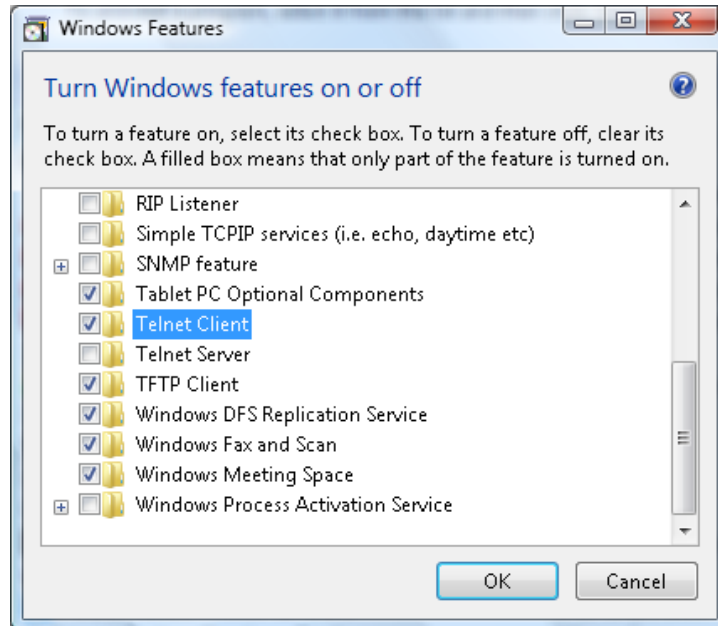 Windows Features
Turn Windows features on or off
To turn a feature on, select its check box. To turn a feature off, clear its
check box. A filled box means that only part of the feature is turned on.
RIP Listener
Simple TCPIP services (i.e. echo, daytime etc)
SNMP feature
Tablet PC Optional Components
Telnet Client
Telnet Server
TFTP Client
Windows DFS Replication Service
Windows Fax and Scan
Windows Meeting Space
Windows Process Activation Service
OK Cancel